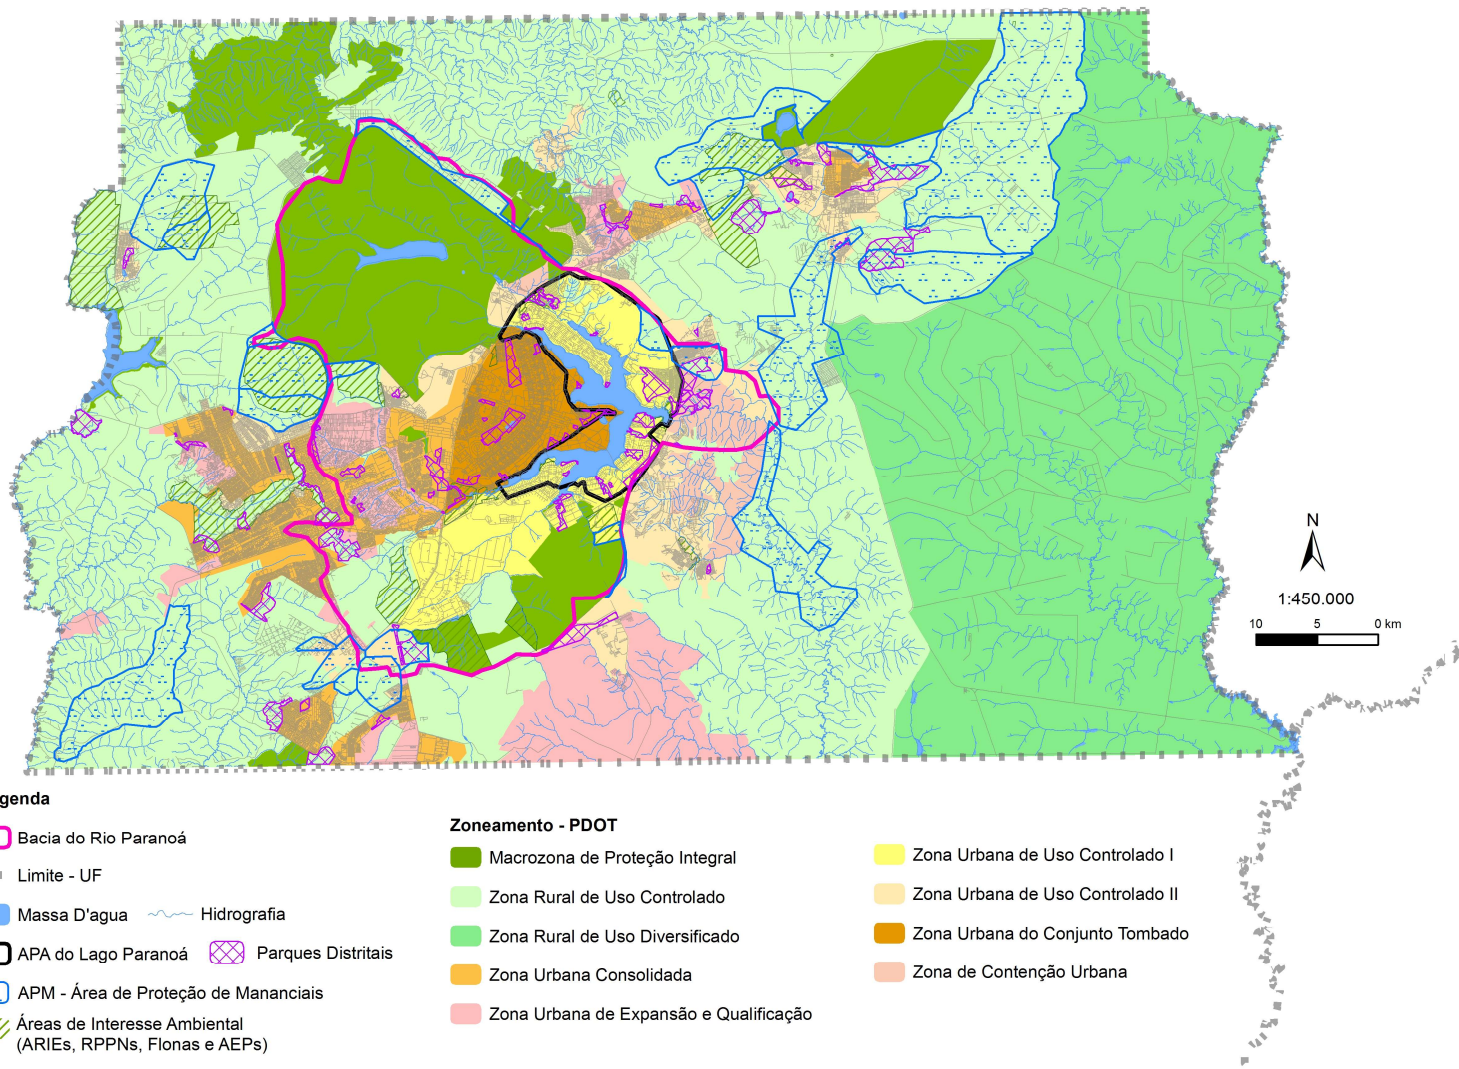 N
1:450.000
10 5 0 km
genda
Bacia do Rio Paranoá
Limite - UF
Massa D'agua
Hidrografia
APA do Lago Paranoá
Parques Distritais
APM - Área de Proteção de Mananciais
Áreas de Interesse Ambiental
(ARIEs, RPPNs, Flonas e AEPs)
Zoneamento - PDOT
Macrozona de Proteção Integral
Zona Rural de Uso Controlado
Zona Rural de Uso Diversificado
Zona Urbana Consolidada
Zona Urbana de Expansão e Qualificação
Zona Urbana de Uso Controlado I
Zona Urbana de Uso Controlado II
Zona Urbana do Conjunto Tombado
Zona de Contenção Urbana